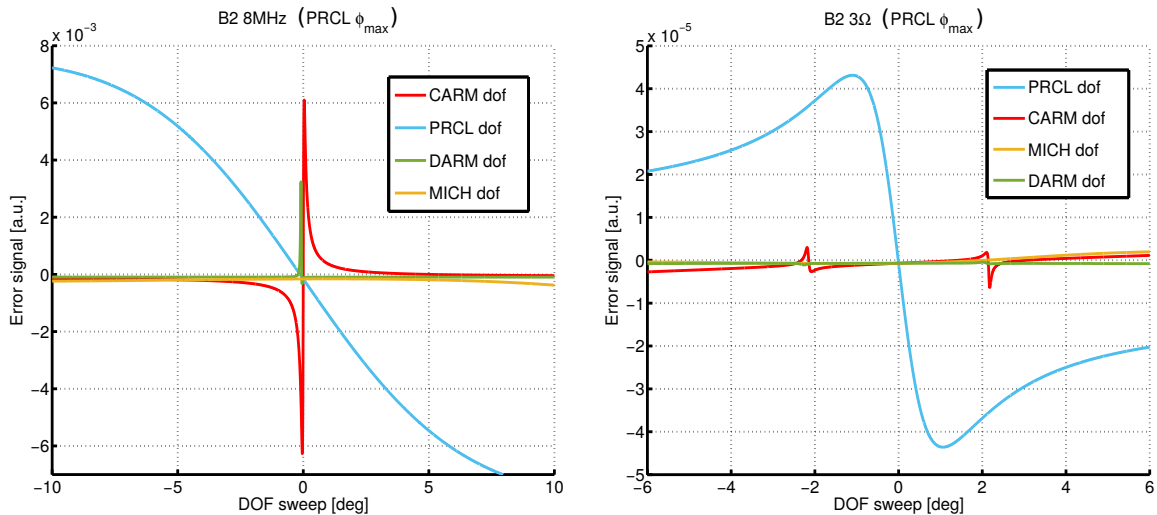 B2 8MHz (PRCL ϕmax)
x 10−3
8
6
4
2
0
−2
−4
−6
−10
−5
0
5
10
Error signal [a.u.]
DOF sweep [deg]
CARM dof
PRCL dof
DARM dof
MICH dof
B2 3Ω (PRCL ϕmax)
x 10−5
5
4
3
2
1
0
−1
−2
−3
−4
−5
−6
−4
−2
0
2
4
6
Error signal [a.u.]
DOF sweep [deg]
PRCL dof
CARM dof
MICH dof
DARM dof